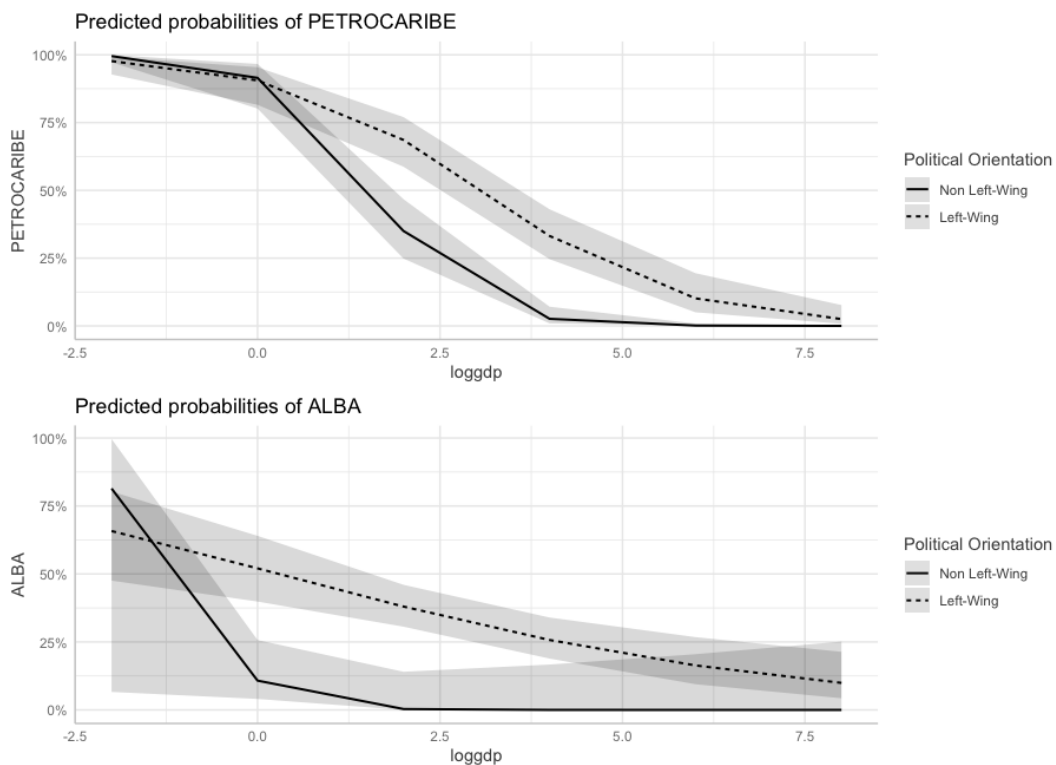 Predicted probabilities of PETROCARIBE
100%
75%
50%
25%
0%
PETROCARIBE
-2.5
0.0
2.5
5.0
7.5
loggdp
Political Orientation
Non Left-Wing
Left-Wing
Predicted probabilities of ALBA
100%
75%
50%
25%
0%
ALBA
-2.5
0.0
2.5
5.0
7.5
loggdp
Political Orientation
Non Left-Wing
Left-Wing